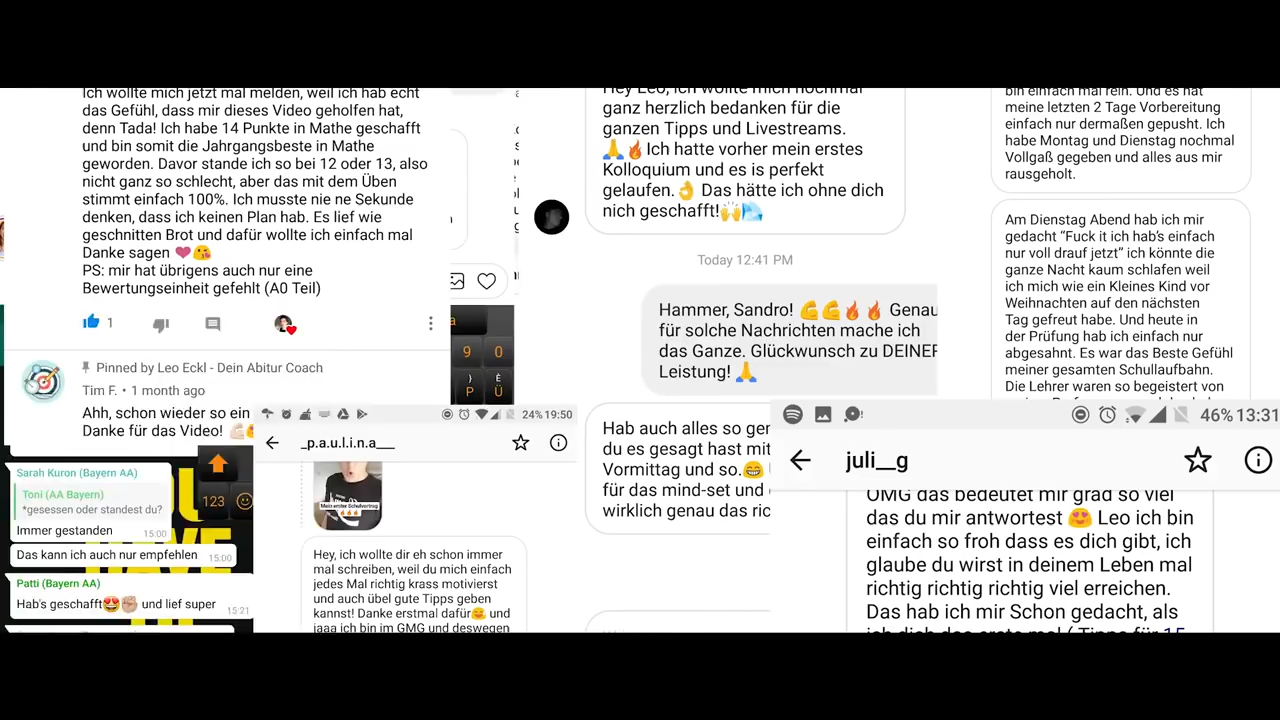 Ich wollte mich jetzt mal melden, weil ich hab echt
das Gefühl, dass mir dieses Video geholfen hat,
denn Tada! Ich habe 14 Punkte in Mathe geschafft
und bin somit die Jahrgangsbeste in Mathe
geworden. Davor stande ich so bei 12 oder 13, also
nicht ganz so schlecht, aber das mit dem Üben
stimmt einfach 100%. Ich musste nie ne Sekunde
denken, dass ich keinen Plan hab. Es lief wie
geschnitten Brot und dafür wollte ich einfach mal
Danke sagen ❤️😘
PS: mir hat übrigens auch nur eine
Bewertungseinheit gefehlt (A0 Teil)
1
Pinned by Leo Eckl - Dein Abitur Coach
Tim F. • 1 month ago
Ahh, schon wieder so ein
Danke für das Video! 💪🏻
Sarah Kuron (Bayern AA)
Toni (AA Bayern)
*gesessen oder standest du?
Immer gestanden
15:00
Das kann ich auch nur empfehlen
15:00
Patti (Bayern AA)
Hab's geschafft😍✊🏼 und lief super
15:21
a
9 0
P Ü
123
24% 19:50
_p.a.u.l.i.n.a___
Mein erster Schulvortrag
🔥🔥🔥
Hey, ich wollte dir eh schon immer
mal schreiben, weil du mich einfach
jedes Mal richtig krass motivierst
und auch übel gute Tipps geben
kannst! Danke erstmal dafür😋 und
jaaa ich bin im GMG und deswegen
Hey Leo, ich wollte mich nochmal
ganz herzlich bedanken für die
ganzen Tipps und Livestreams.
🙏🔥Ich hatte vorher mein erstes
Kolloquium und es is perfekt
gelaufen.👌 Das hätte ich ohne dich
nich geschafft!🙌💨
Today 12:41 PM
Hammer, Sandro! 💪💪🔥🔥 Genau
für solche Nachrichten mache ich
das Ganze. Glückwunsch zu DEINER
Leistung! 🙏
Hab auch alles so
du es gesagt hast mit
Vormittag und so.😁
für das mind-set und
wirklich genau das
bin einfach mal rein. Und es hat
meine letzten 2 Tage Vorbereitung
einfach nur dermaßen gepusht. Ich
habe Montag und Dienstag nochmal
Vollgaß gegeben und alles aus mir
rausgeholt.
Am Dienstag Abend hab ich mir
gedacht “Fuck it ich hab’s einfach
nur voll drauf jetzt” ich könnte die
ganze Nacht kaum schlafen weil
ich mich wie ein Kleines Kind vor
Weihnachten auf den nächsten
Tag gefreut habe. Und heute in
der Prüfung hab ich einfach nur
abgesahnt. Es war das Beste Gefühl
meiner gesamten Schullaufbahn.
Die Lehrer waren so begeistert von
46% 13:31
juli__g
OMG das bedeutet mir grad so viel
das du mir antwortest 😍 Leo ich bin
einfach so froh dass es dich gibt, ich
glaube du wirst in deinem Leben mal
richtig richtig richtig viel erreichen.
Das hab ich mir Schon gedacht, als
ich dich das erste mal ( Tipps für 15